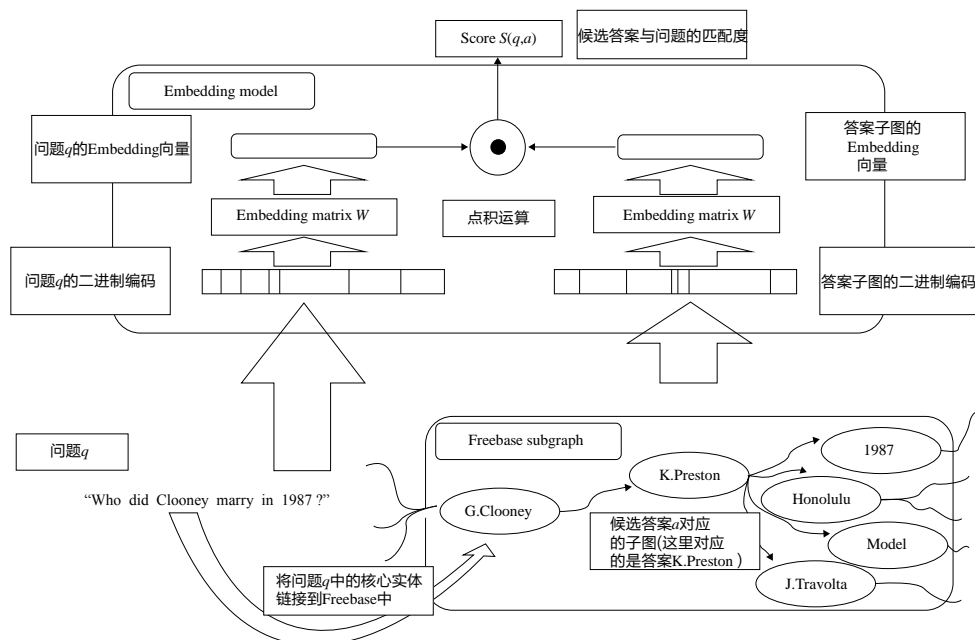 Score S(q,a)
候选答案与问题的匹配度
Embedding model
问题q的Embedding向量
答案子图的
Embedding
向量
Embedding matrix W
点积运算
Embedding matrix W
问题q的二进制编码
答案子图的二进制编码
问题q
Freebase subgraph
1987
K.Preston
Honolulu
“Who did Clooney marry in 1987 ?”
G.Clooney
候选答案a对应
的子图(这里对应
的是答案K.Preston )
Model
将问题q中的核心实体
链接到Freebase中
J.Travolta